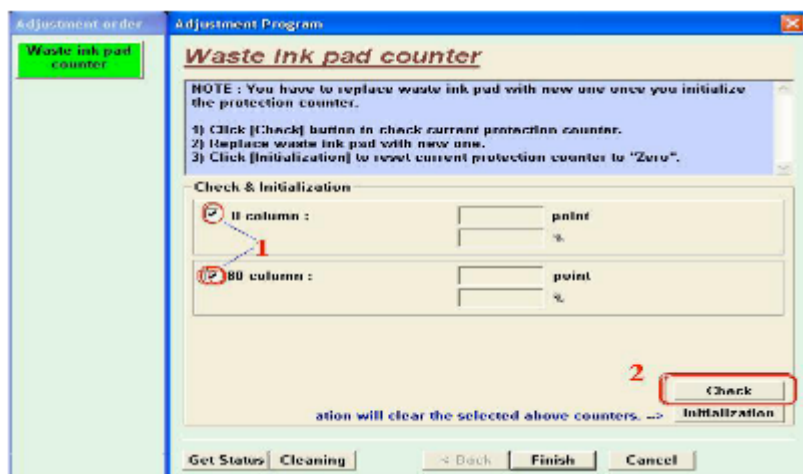 Adjustment order
Adjustment Program
Waste ink pad
counter
Waste Ink pad counter
NOTE : You have to replace waste ink pad with new one once you initialize
the protection counter.
1) Click [Check] button to check current protection counter.
2) Replace waste ink pad with new one.
3) Click [Initialization] to reset current protection counter to "Zero".
Check & Initialization
0 column :
point
%
1
80 column :
point
%
2
Check
ation will clear the selected above counters. -->
Initialization
Get Status
Cleaning
< Back
Finish
Cancel